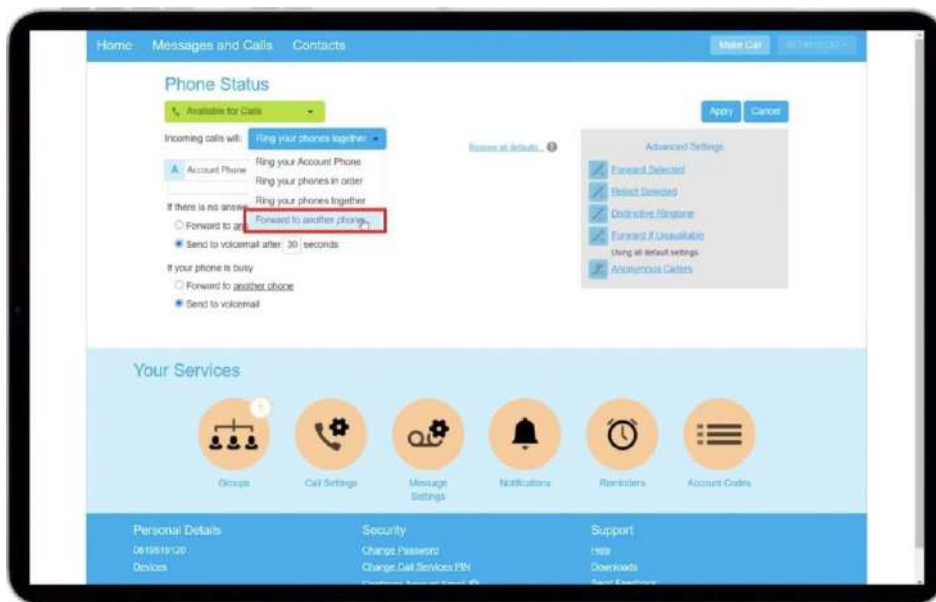 Home Messages and Calls Contacts Make Call
Phone Status
Available for Calls
Apply Cancel
Incoming calls will: Ring your phones together
Restore all defaults...
Advanced Settings
A Account Phone
Ring your Account Phone
Ring your phones in order
Ring your phones together
Forward to another phone
Forward Selected
Reject Selected
Distinctive Ringtone
Forward if Unavailable
Using all default settings
Anonymous Callers
If there is no answe
Forward to an
Send to voicemail after 30 seconds
If your phone is busy
Forward to another phone
Send to voicemail
Your Services
1
Groups
Call Settings
Message
Settings
Notifications
Reminders
Account Codes
Personal Details
Devices
Security
Change Password
Change Call Services PIN
Support
Help
Downloads
Send Feedback